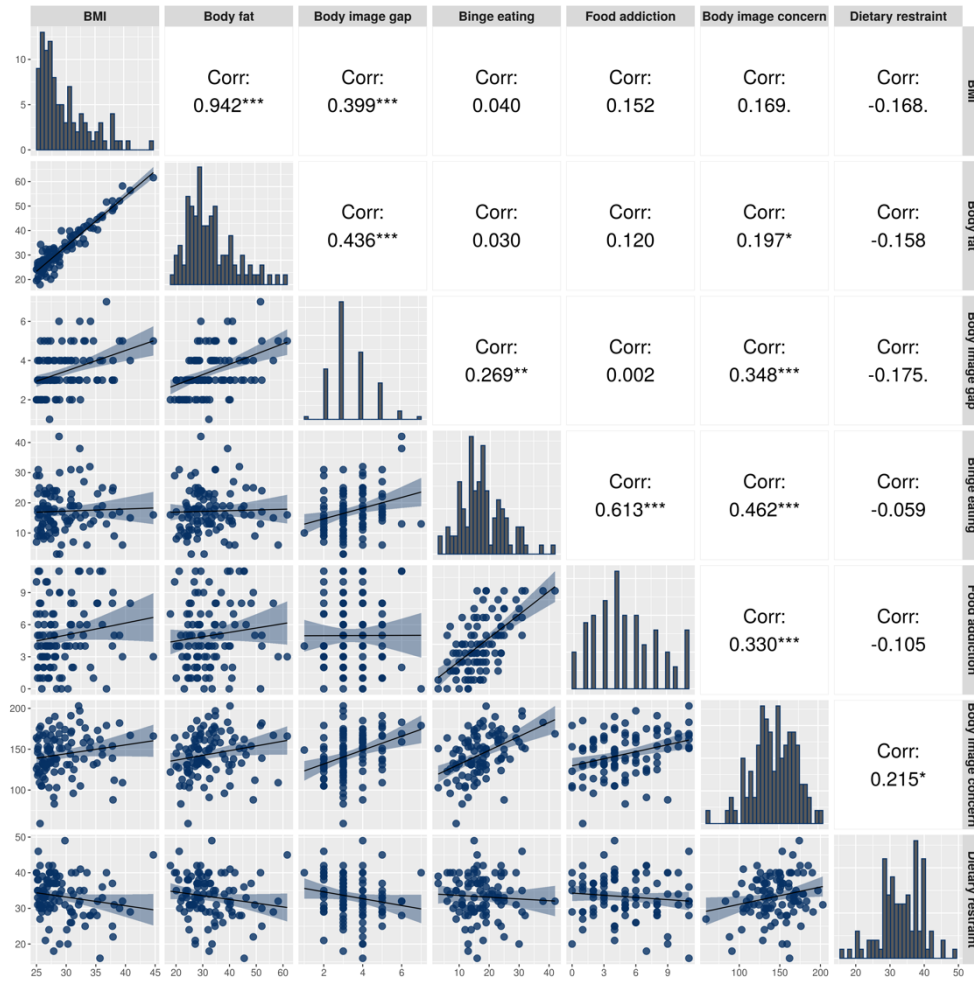 BMI Body fat Body image gap Binge eating Food addiction Body image concern Dietary restraint
10
5
0
Corr:
0.942***
Corr:
0.399***
Corr:
0.040
Corr:
0.152
Corr:
0.169.
Corr:
-0.168.
BMI
60
50
40
30
20
Corr:
0.436***
Corr:
0.030
Corr:
0.120
Corr:
0.197*
Corr:
-0.158
Body fat
6
4
2
Corr:
0.269**
Corr:
0.002
Corr:
0.348***
Corr:
-0.175.
Body image gap
40
30
20
10
Corr:
0.613***
Corr:
0.462***
Corr:
-0.059
Binge eating
9
6
3
0
Corr:
0.330***
Corr:
-0.105
Food addiction
200
150
100
Corr:
0.215*
Body image concern
50
40
30
20
Dietary restraint
25 30 35 40 45 20 30 40 50 60 2 4 6 10 20 30 40 0 3 6 9 100 150 200 20 30 40 50